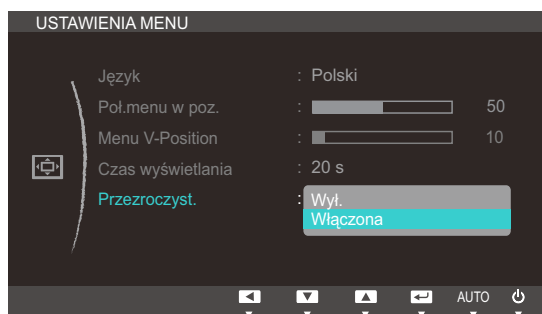 USTAWIENIA MENU
Język : Polski
Poł.menu w poz. : 50
Menu V-Position : 10
Czas wyświetlania : 20 s
Przezroczyst. : Wył.
Włączona
AUTO